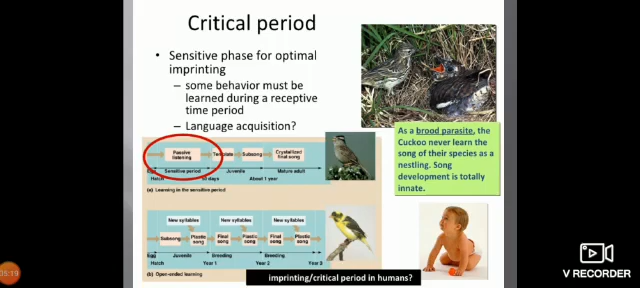 Critical period
• Sensitive phase for optimal
imprinting
– some behavior must be
learned during a receptive
time period
– Language acquisition?
As a brood parasite, the
Cuckoo never learn the
song of their species as a
nestling. Song
development is totally
innate.
Passive
listening
Template
Subsong
Crystallized
final song
Egg
Sensitive period
Juvenile
Mature adult
Hatch
About 1 year
(a) Learning in the sensitive period
New syllables
New syllables
New syllables
Subsong
Plastic
song
Final
song
Plastic
song
Final
song
Plastic
song
Egg
Juvenile
Breeding
Breeding
Hatch
Year 1
Year 2
Year 3
(b) Open-ended learning
imprinting/critical period in humans?
05:19
V RECORDER